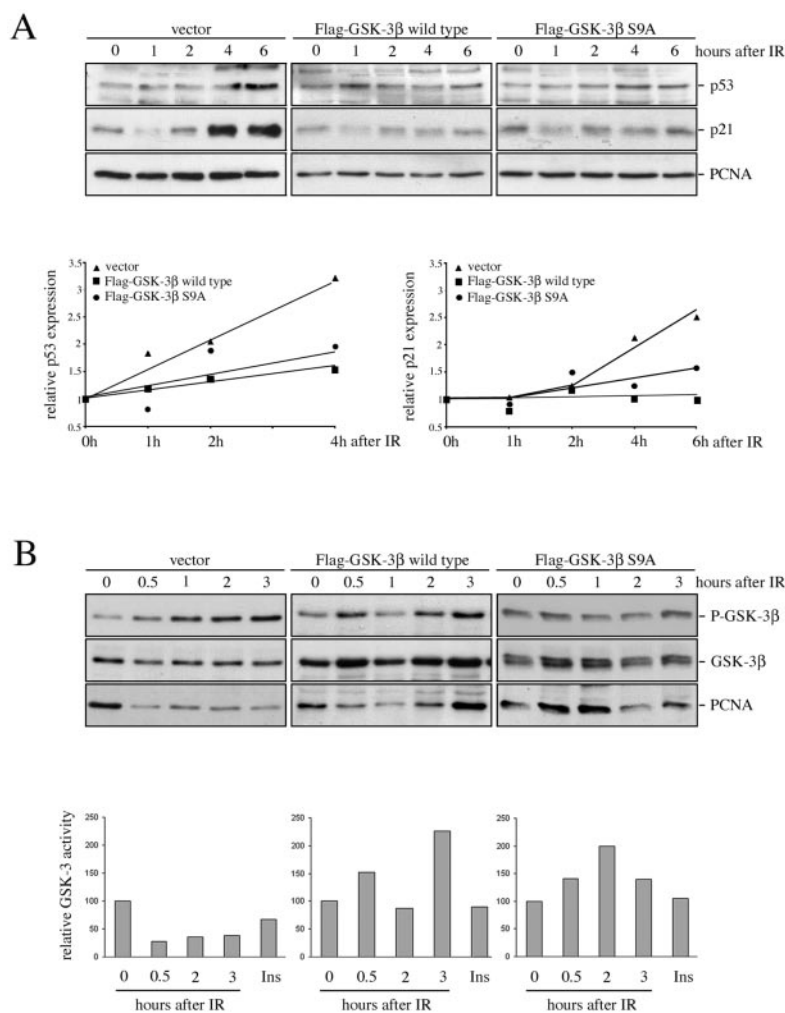 A
vector Flag-GSK-3β wild type Flag-GSK-3β S9A
0 1 2 4 6 0 1 2 4 6 0 1 2 4 6 hours after IR
p53
p21
PCNA
relative p53 expression
3.5
3
2.5
2
1.5
1
0.5
vector
Flag-GSK-3β wild type
Flag-GSK-3β S9A
0h 1h 2h 4h after IR
relative p21 expression
3.5
3
2.5
2
1.5
1
0.5
vector
Flag-GSK-3β wild type
Flag-GSK-3β S9A
0h 1h 2h 4h 6h after IR
B
vector Flag-GSK-3β wild type Flag-GSK-3β S9A
0 0.5 1 2 3 0 0.5 1 2 3 0 0.5 1 2 3 hours after IR
P-GSK-3β
GSK-3β
PCNA
relative GSK-3 activity
250
200
150
100
50
0
0 0.5 2 3 Ins
hours after IR
250
200
150
100
50
0
0 0.5 2 3 Ins
hours after IR
250
200
150
100
50
0
0 0.5 2 3 Ins
hours after IR